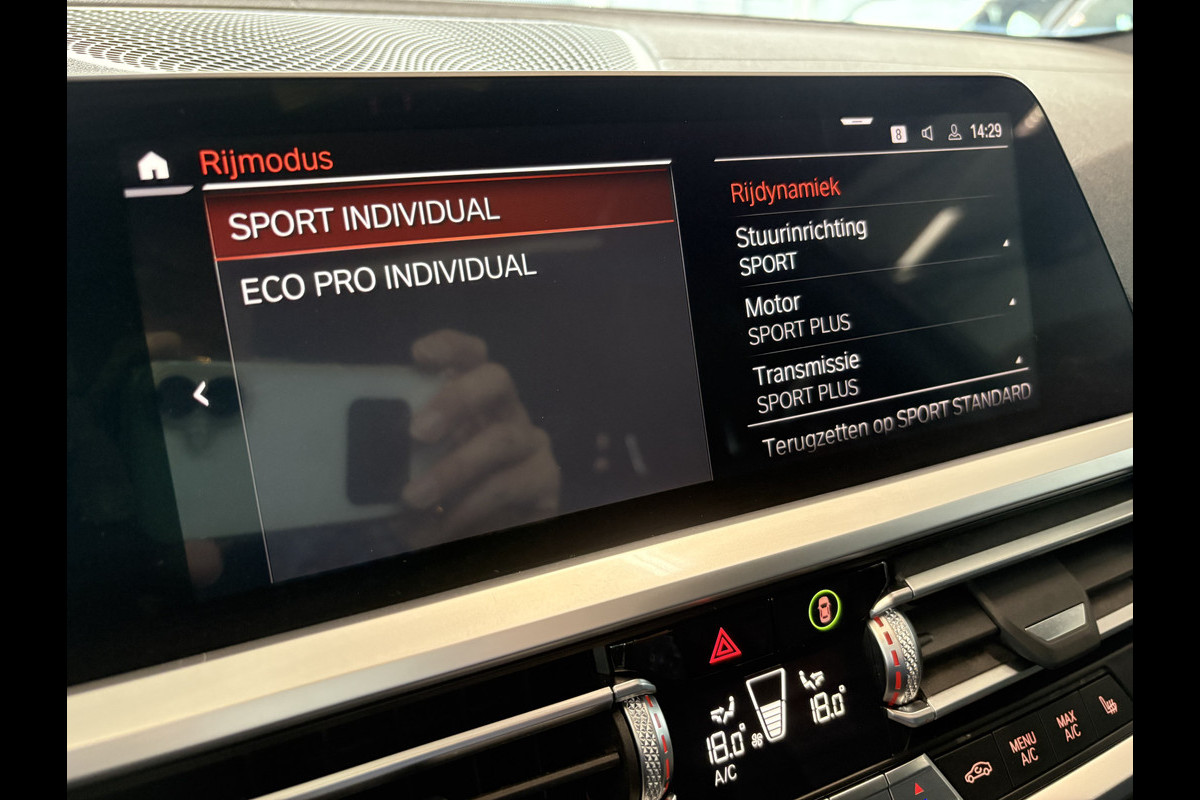 Rijmodus
SPORT INDIVIDUAL
ECO PRO INDIVIDUAL
8 14:29
Rijdynamiek
Stuurinrichting
SPORT
Motor
SPORT PLUS
Transmissie
SPORT PLUS
Terugzetten op SPORT STANDARD
18.0°
A/C
18.0°
MENU
A/C
MAX
A/C